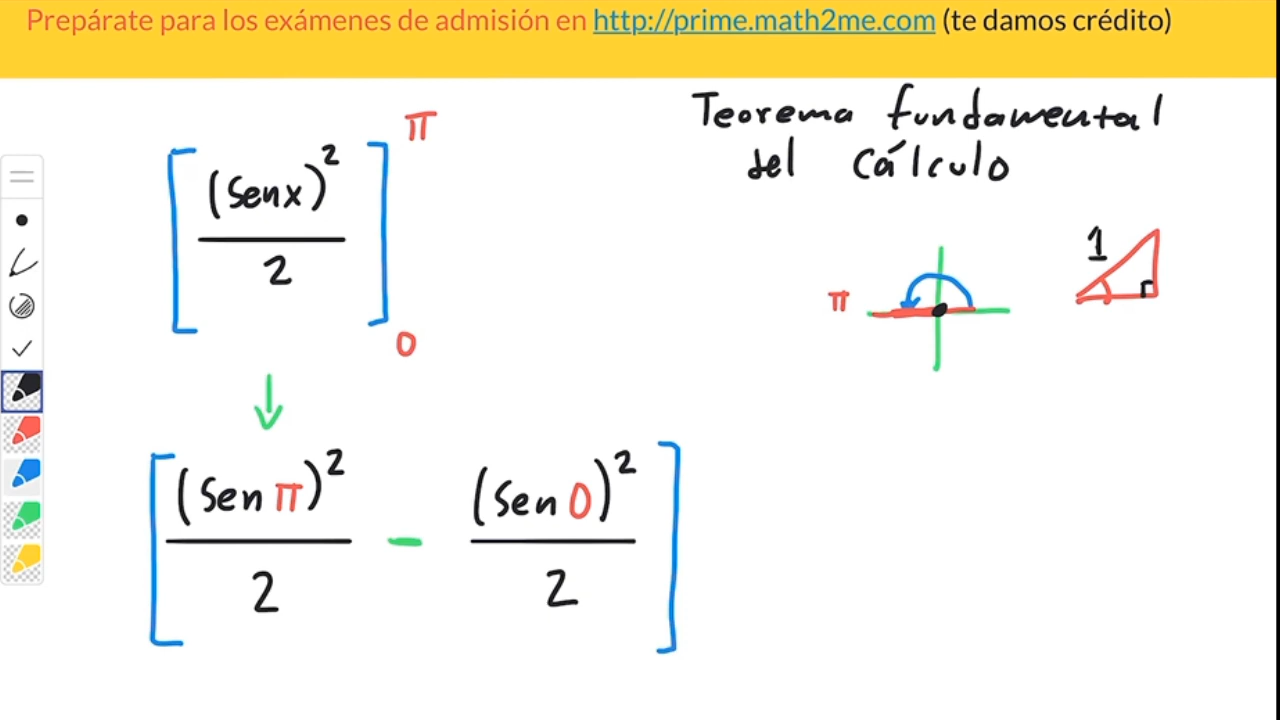 Prepárate para los exámenes de admisión en http://prime.math2me.com (te damos crédito)
Teorema fundamental
del cálculo
[(Senx)²/2] π 0
1
π
[(Sen π)²/2 - (Sen 0)²/2]